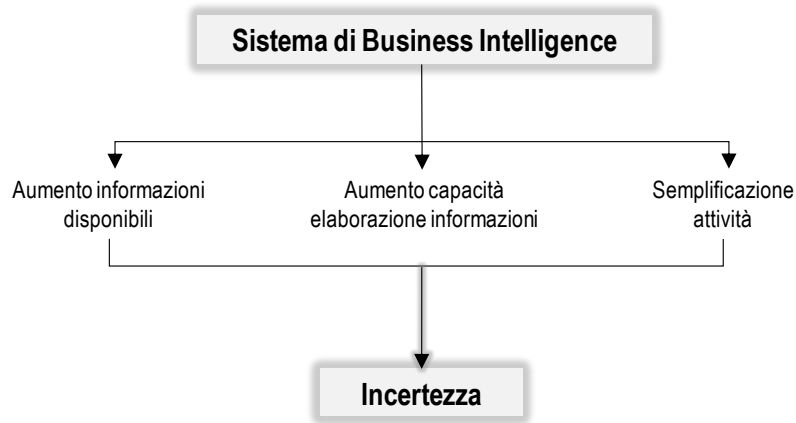 Sistema di Business Intelligence
Aumento informazioni
disponibili
Aumento capacità
elaborazione informazioni
Semplificazione
attività
Incertezza